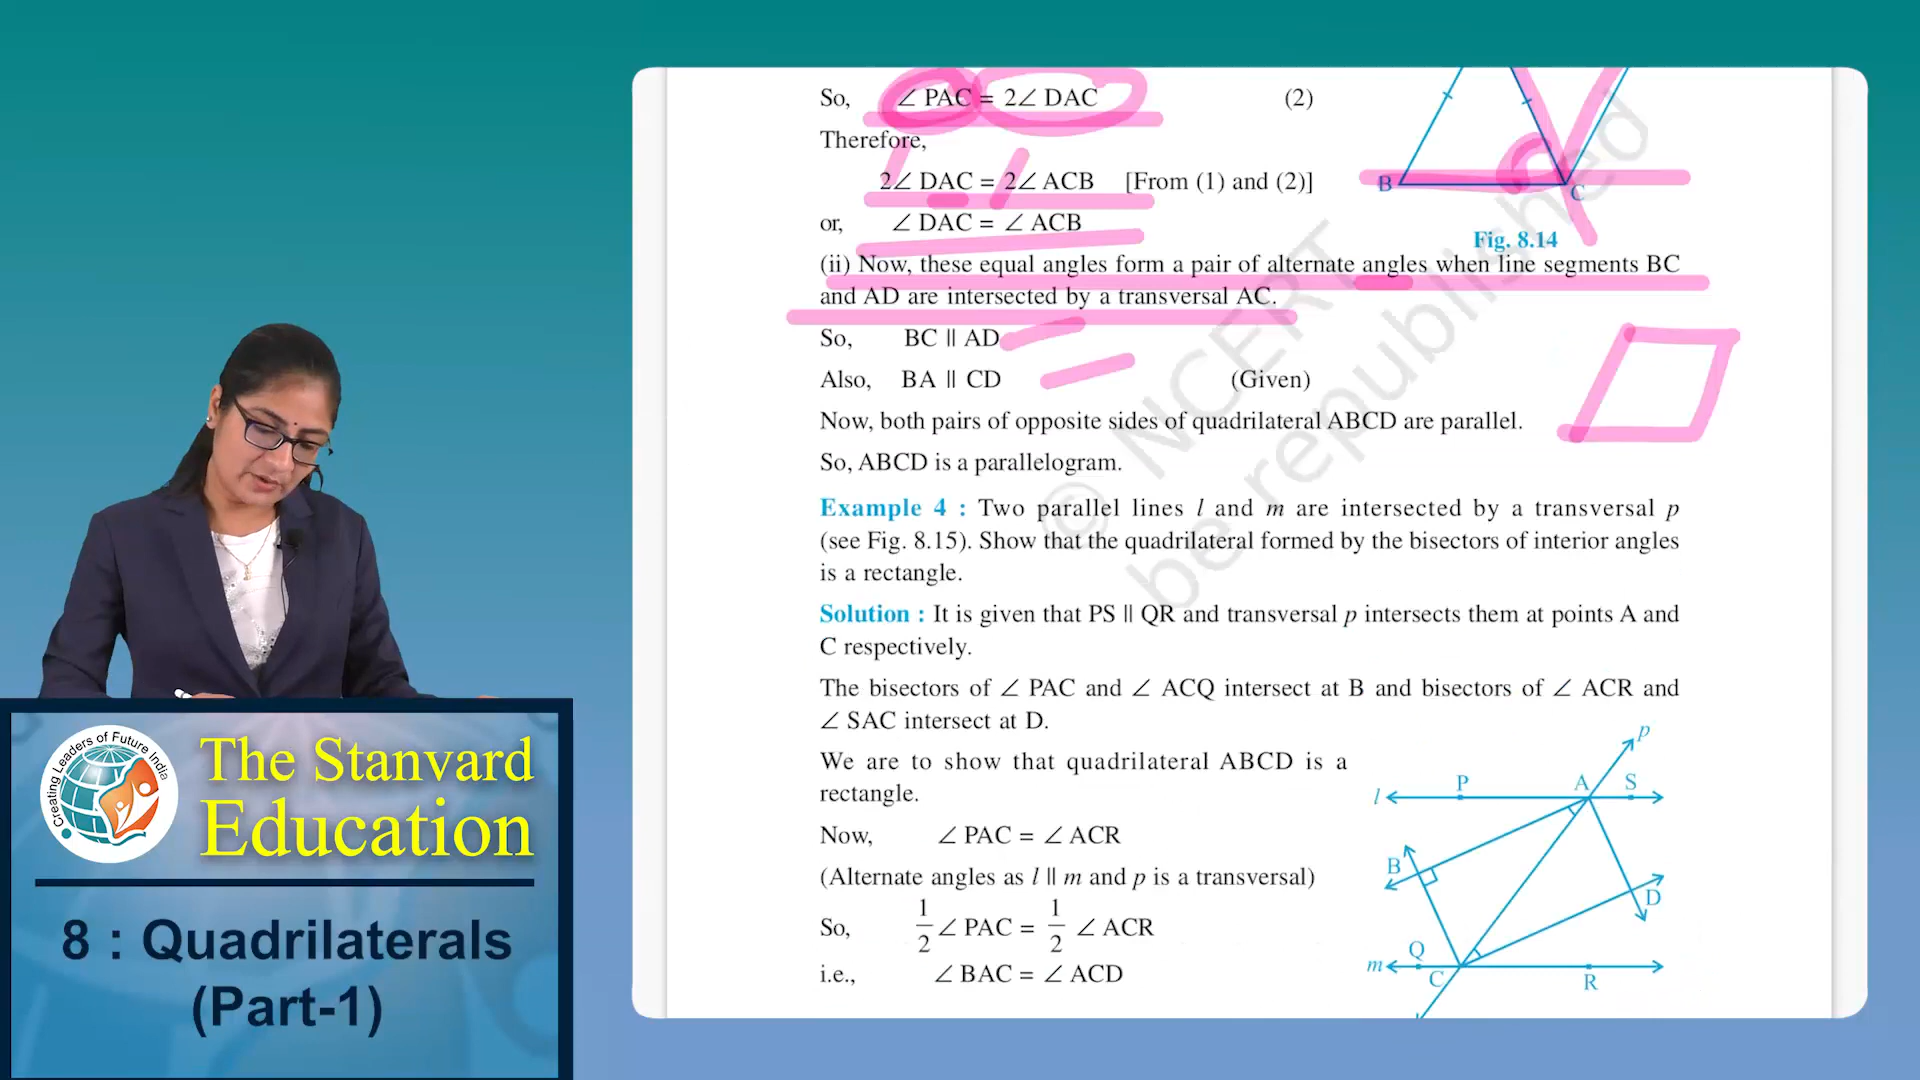 So, ∠ PAC = 2∠ DAC (2)
Therefore,
2∠ DAC = 2∠ ACB [From (1) and (2)]
or, ∠ DAC = ∠ ACB
B
C
Fig. 8.14
(ii) Now, these equal angles form a pair of alternate angles when line segments BC
and AD are intersected by a transversal AC.
So, BC || AD
Also, BA || CD (Given)
Now, both pairs of opposite sides of quadrilateral ABCD are parallel.
So, ABCD is a parallelogram.
Example 4 : Two parallel lines l and m are intersected by a transversal p
(see Fig. 8.15). Show that the quadrilateral formed by the bisectors of interior angles
is a rectangle.
Solution : It is given that PS || QR and transversal p intersects them at points A and
C respectively.
The bisectors of ∠ PAC and ∠ ACQ intersect at B and bisectors of ∠ ACR and
∠ SAC intersect at D.
We are to show that quadrilateral ABCD is a
rectangle.
Now, ∠ PAC = ∠ ACR
(Alternate angles as l || m and p is a transversal)
So, 1/2 ∠ PAC = 1/2 ∠ ACR
i.e., ∠ BAC = ∠ ACD
p
l P A S
B
D
m Q C R
© NCERT
be republished
Creating Leaders of Future India
The Stanvard
Education
8 : Quadrilaterals
(Part-1)